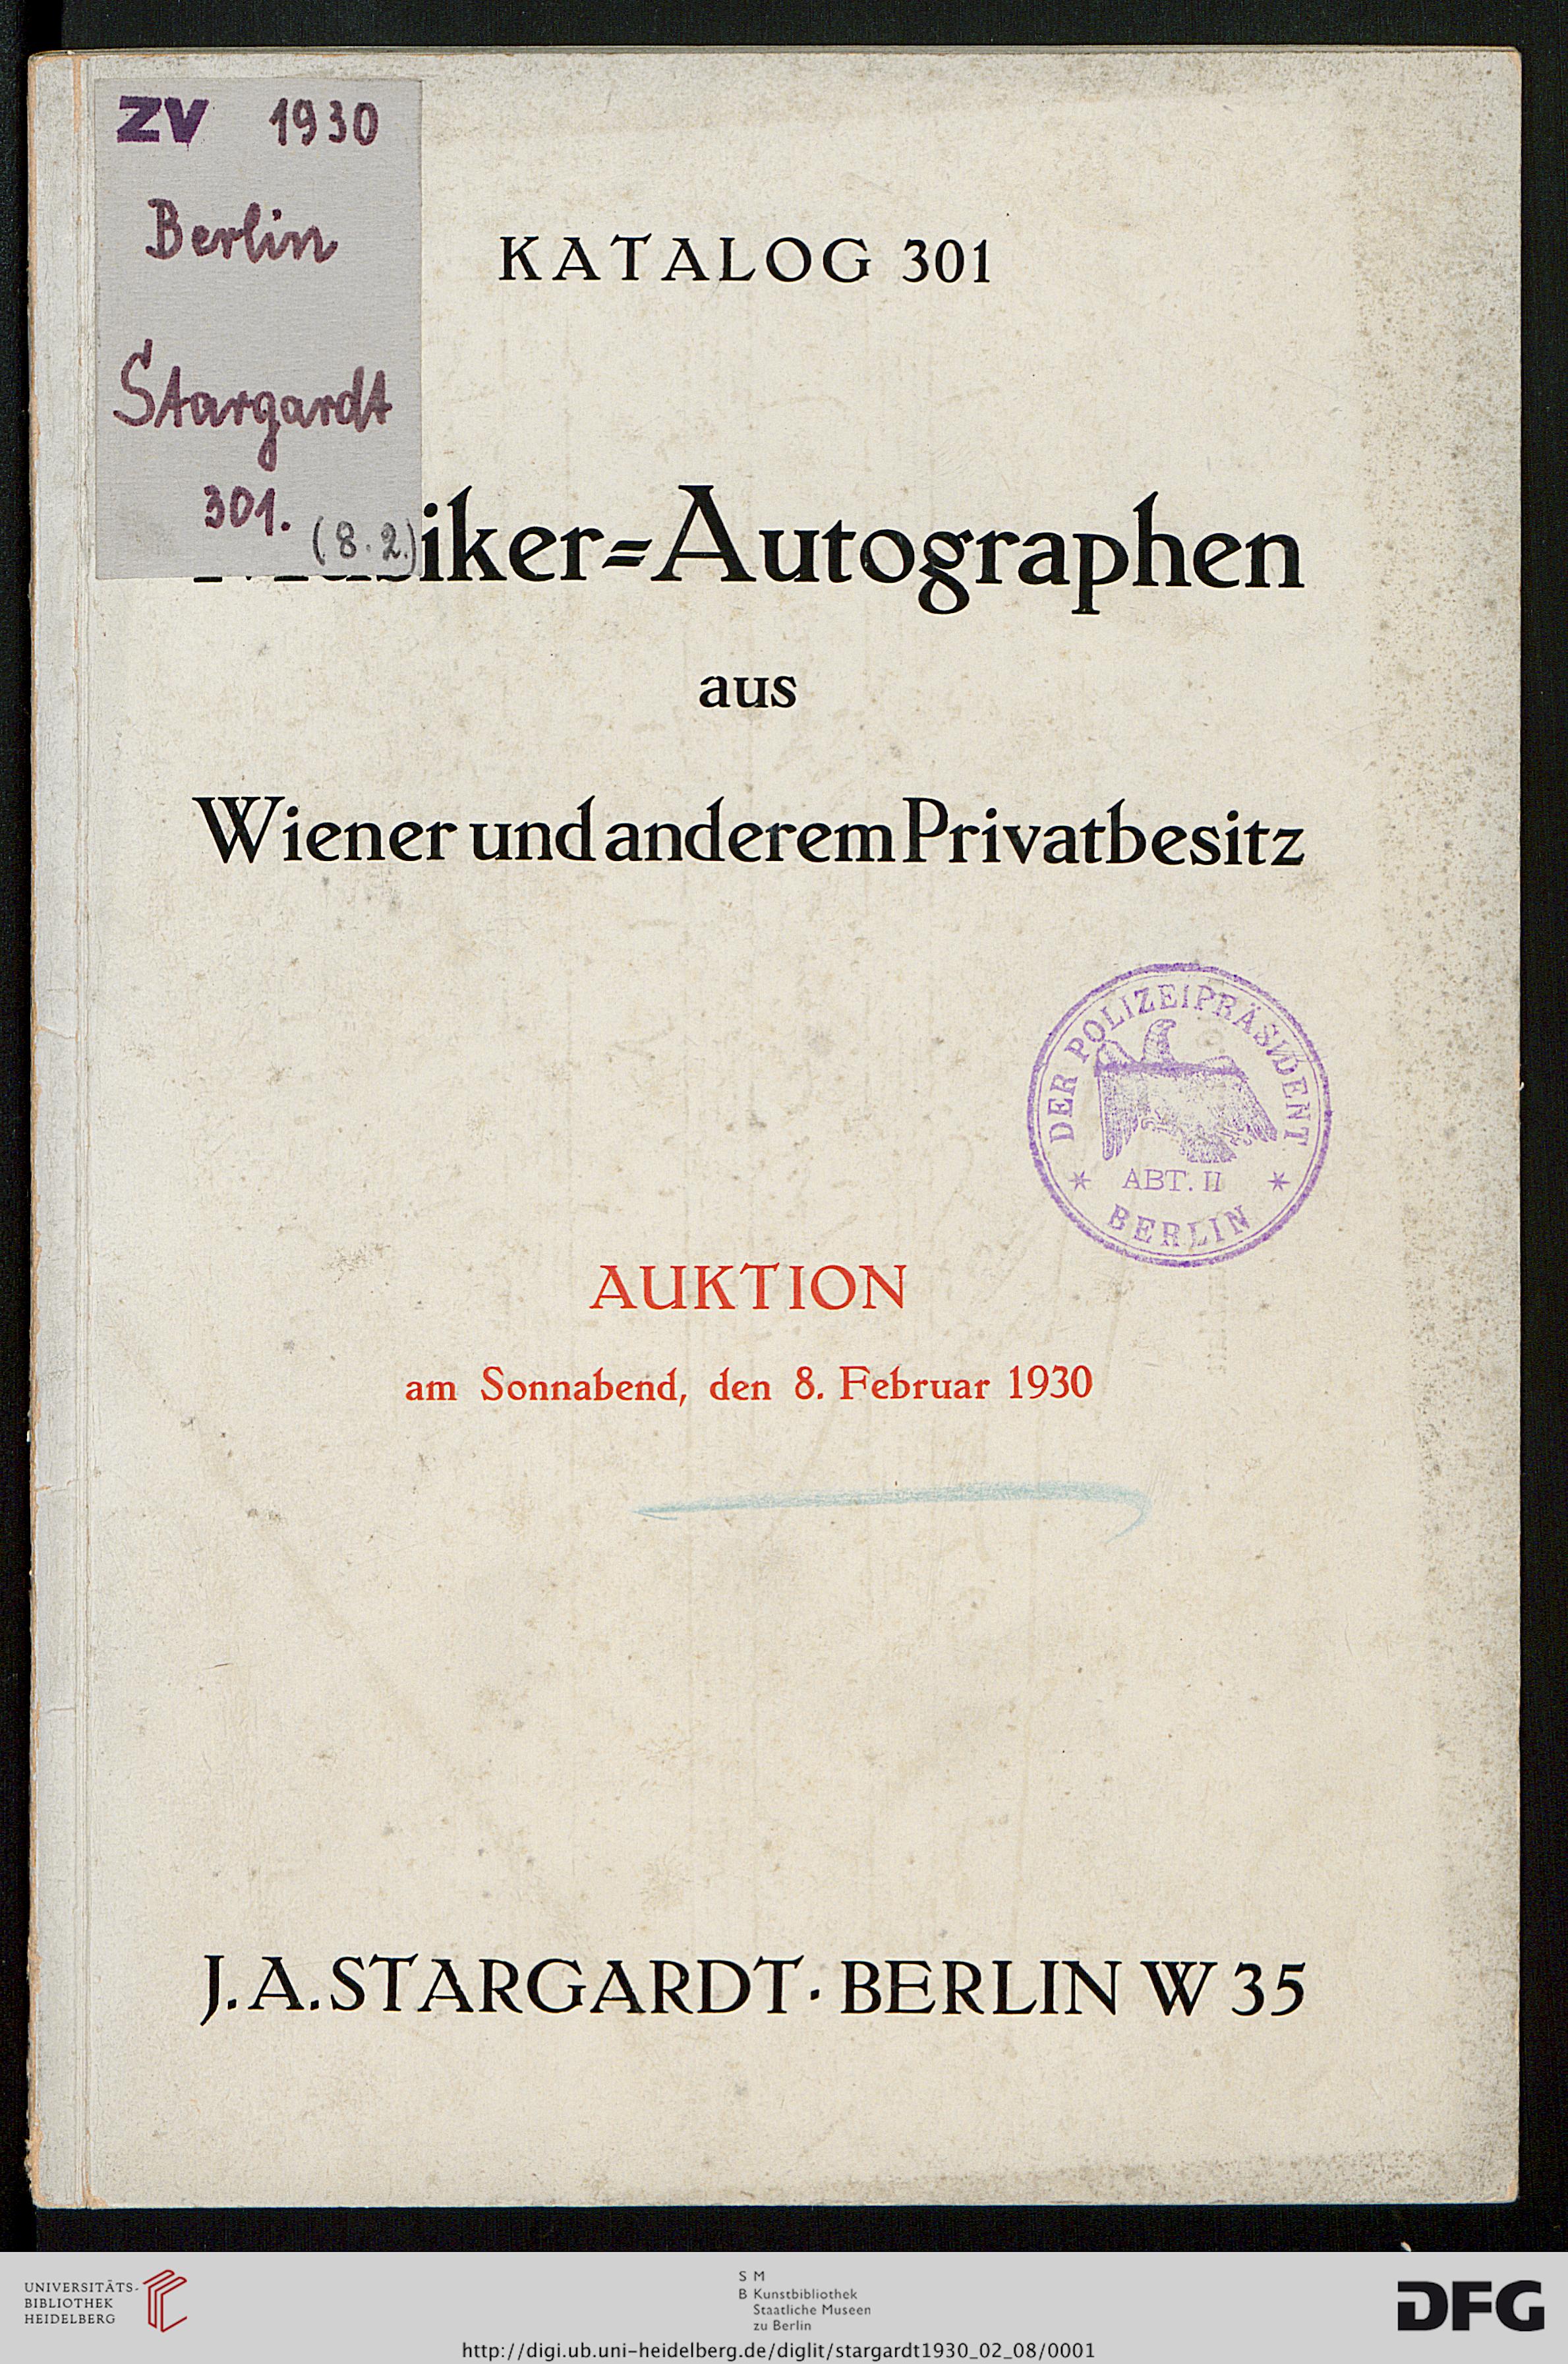 ZV 1930
Berlin
Stargardt
301. (8.2.)
KATALOG 301
iker=Autographen
aus
Wiener und anderem Privatbesitz
DER POLIZEIPRÄSIDENT
* ABT. II *
BERLIN
AUKTION
am Sonnabend, den 8. Februar 1930
J. A. STARGARDT · BERLIN W 35
UNIVERSITÄTS-
BIBLIOTHEK
HEIDELBERG
S M
B Kunstbibliothek
Staatliche Museen
zu Berlin
DFG
http://digi.ub.uni-heidelberg.de/diglit/stargardt1930_02_08/0001